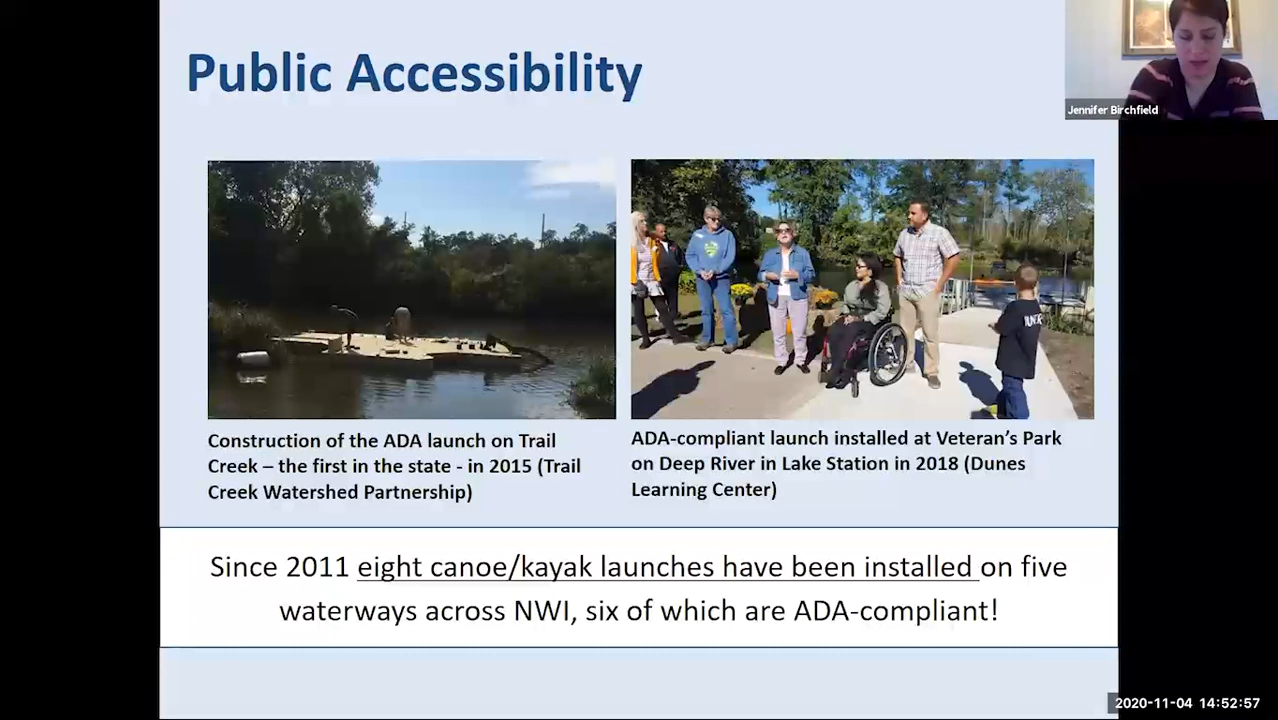 Public Accessibility
Jennifer Birchfield
Construction of the ADA launch on Trail
Creek – the first in the state - in 2015 (Trail
Creek Watershed Partnership)
ADA-compliant launch installed at Veteran’s Park
on Deep River in Lake Station in 2018 (Dunes
Learning Center)
Since 2011 eight canoe/kayak launches have been installed on five
waterways across NWI, six of which are ADA-compliant!
2020-11-04 14:52:57